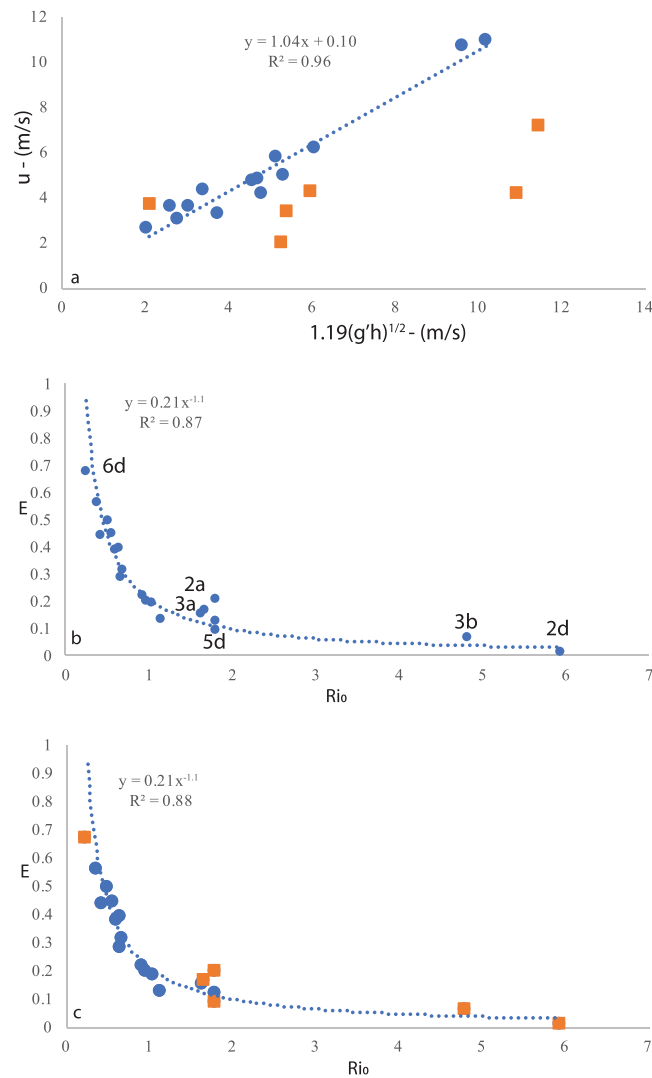 12
10
8
6
4
2
0
u - (m/s)
y = 1.04x + 0.10
R² = 0.96
a
0 2 4 6 8 10 12 14
1.19(g'h)¹/² - (m/s)
1
0.9
0.8
0.7
0.6
0.5
0.4
0.3
0.2
0.1
0
E
y = 0.21x⁻¹·¹
R² = 0.87
6d
2a
3a
5d
3b
2d
b
0 1 2 3 4 5 6 7
Ri₀
1
0.9
0.8
0.7
0.6
0.5
0.4
0.3
0.2
0.1
0
E
y = 0.21x⁻¹·¹
R² = 0.88
c
0 1 2 3 4 5 6 7
Ri₀